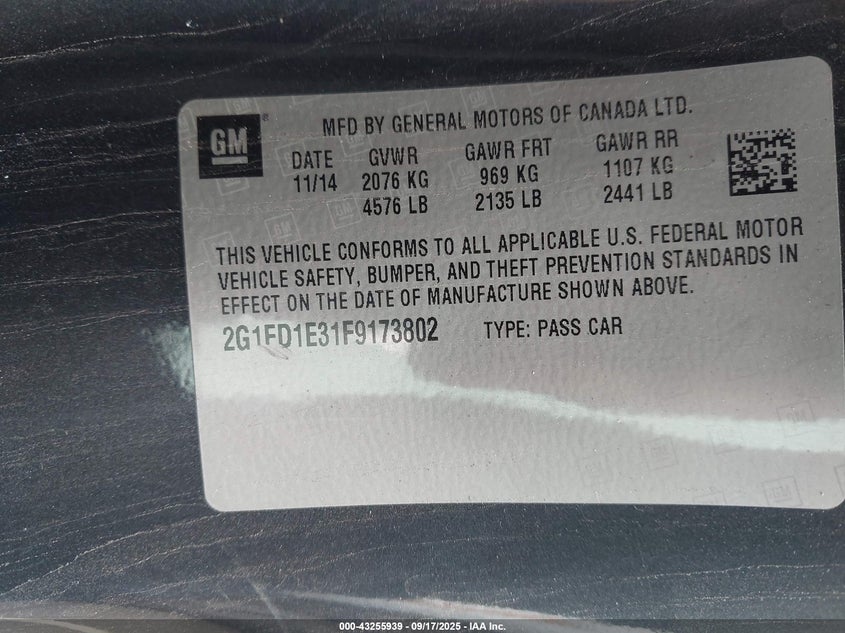 GM ®
MFD BY GENERAL MOTORS OF CANADA LTD.
DATE GVWR GAWR FRT GAWR RR
11/14 2076 KG 969 KG 1107 KG
4576 LB 2135 LB 2441 LB
THIS VEHICLE CONFORMS TO ALL APPLICABLE U.S. FEDERAL MOTOR
VEHICLE SAFETY, BUMPER, AND THEFT PREVENTION STANDARDS IN
EFFECT ON THE DATE OF MANUFACTURE SHOWN ABOVE.
2G1FD1E31F9173802 TYPE: PASS CAR
000-43255939 - 09/17/2025 - IAA Inc.